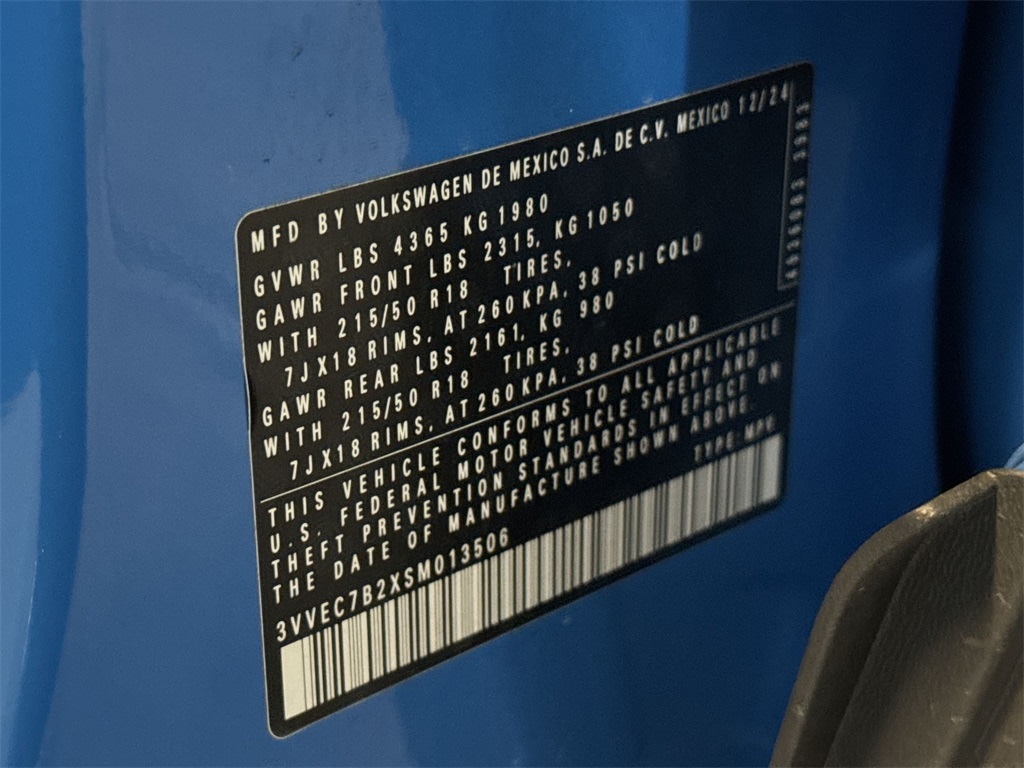 MFD BY VOLKSWAGEN DE MEXICO S.A. DE C.V. MEXICO 12/24
GVWR LBS 4365 KG 1980
GAWR FRONT LBS 2315, KG 1050
WITH 215/50 R18 TIRES,
7JX18 RIMS, AT 260KPA, 38 PSI COLD
GAWR REAR LBS 2161, KG 980
WITH 215/50 R18 TIRES,
7JX18 RIMS, AT 260KPA, 38 PSI COLD
THIS VEHICLE CONFORMS TO ALL APPLICABLE
U.S. FEDERAL MOTOR VEHICLE SAFETY AND
THEFT PREVENTION STANDARDS IN EFFECT ON
THE DATE OF MANUFACTURE SHOWN ABOVE.
3VVEC7B2XSM013506
TYPE: MPV